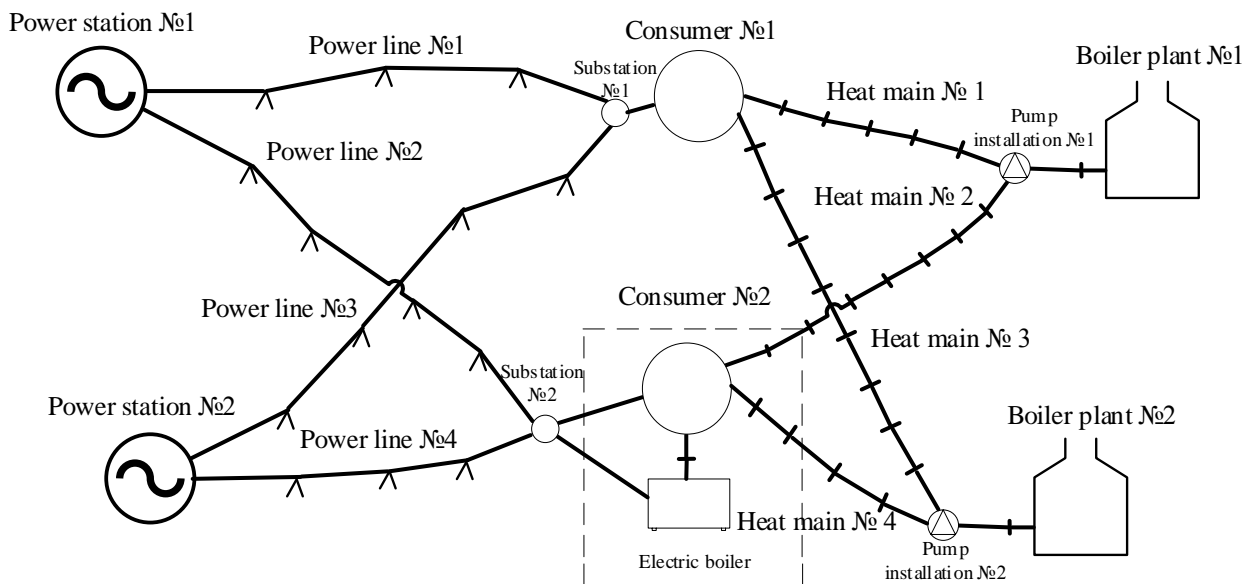 Power station №1
Power line №1
Consumer №1
Substation
№1
Boiler plant №1
Heat main № 1
Pump
installation №1
Power line №2
Heat main № 2
Power line №3
Consumer №2
Heat main № 3
Substation
№2
Power station №2
Power line №4
Boiler plant №2
Heat main № 4
Electric boiler
Pump
installation №2